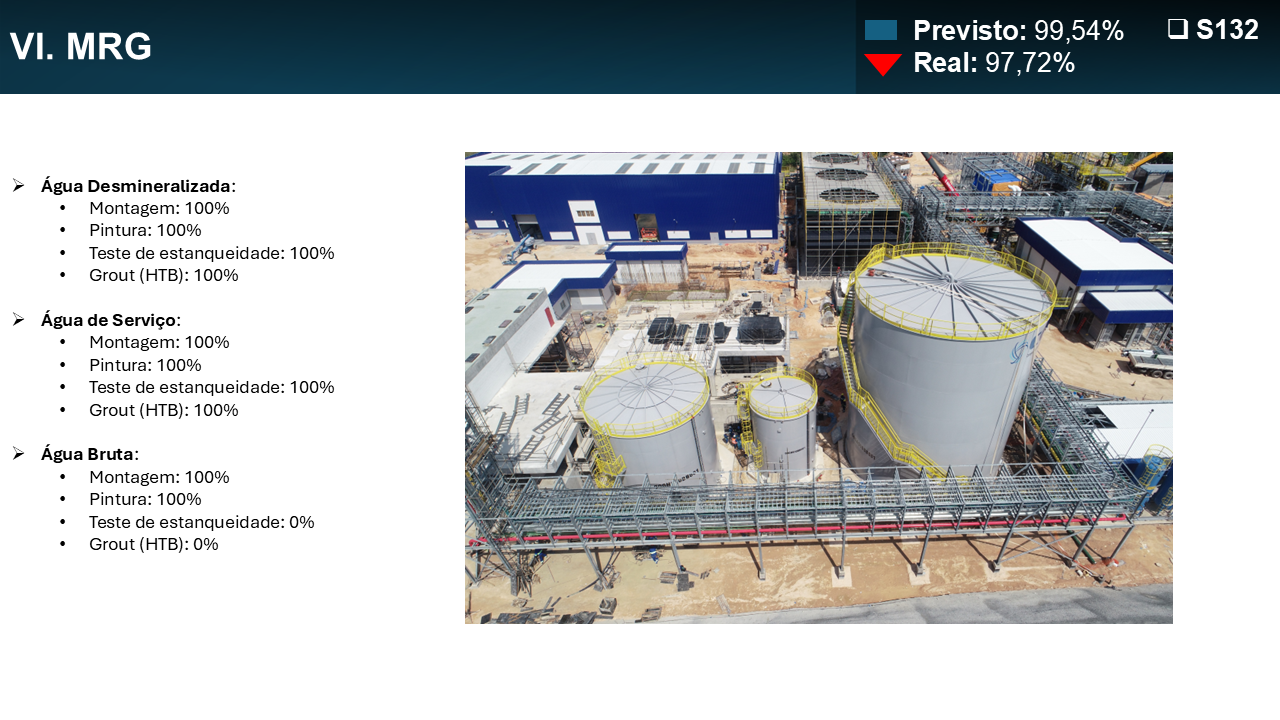 VI. MRG
Previsto: 99,54%
Real: 97,72%
❑ S132
➢ Água Desmineralizada:
• Montagem: 100%
• Pintura: 100%
• Teste de estanqueidade: 100%
• Grout (HTB): 100%
➢ Água de Serviço:
• Montagem: 100%
• Pintura: 100%
• Teste de estanqueidade: 100%
• Grout (HTB): 100%
➢ Água Bruta:
• Montagem: 100%
• Pintura: 100%
• Teste de estanqueidade: 0%
• Grout (HTB): 0%